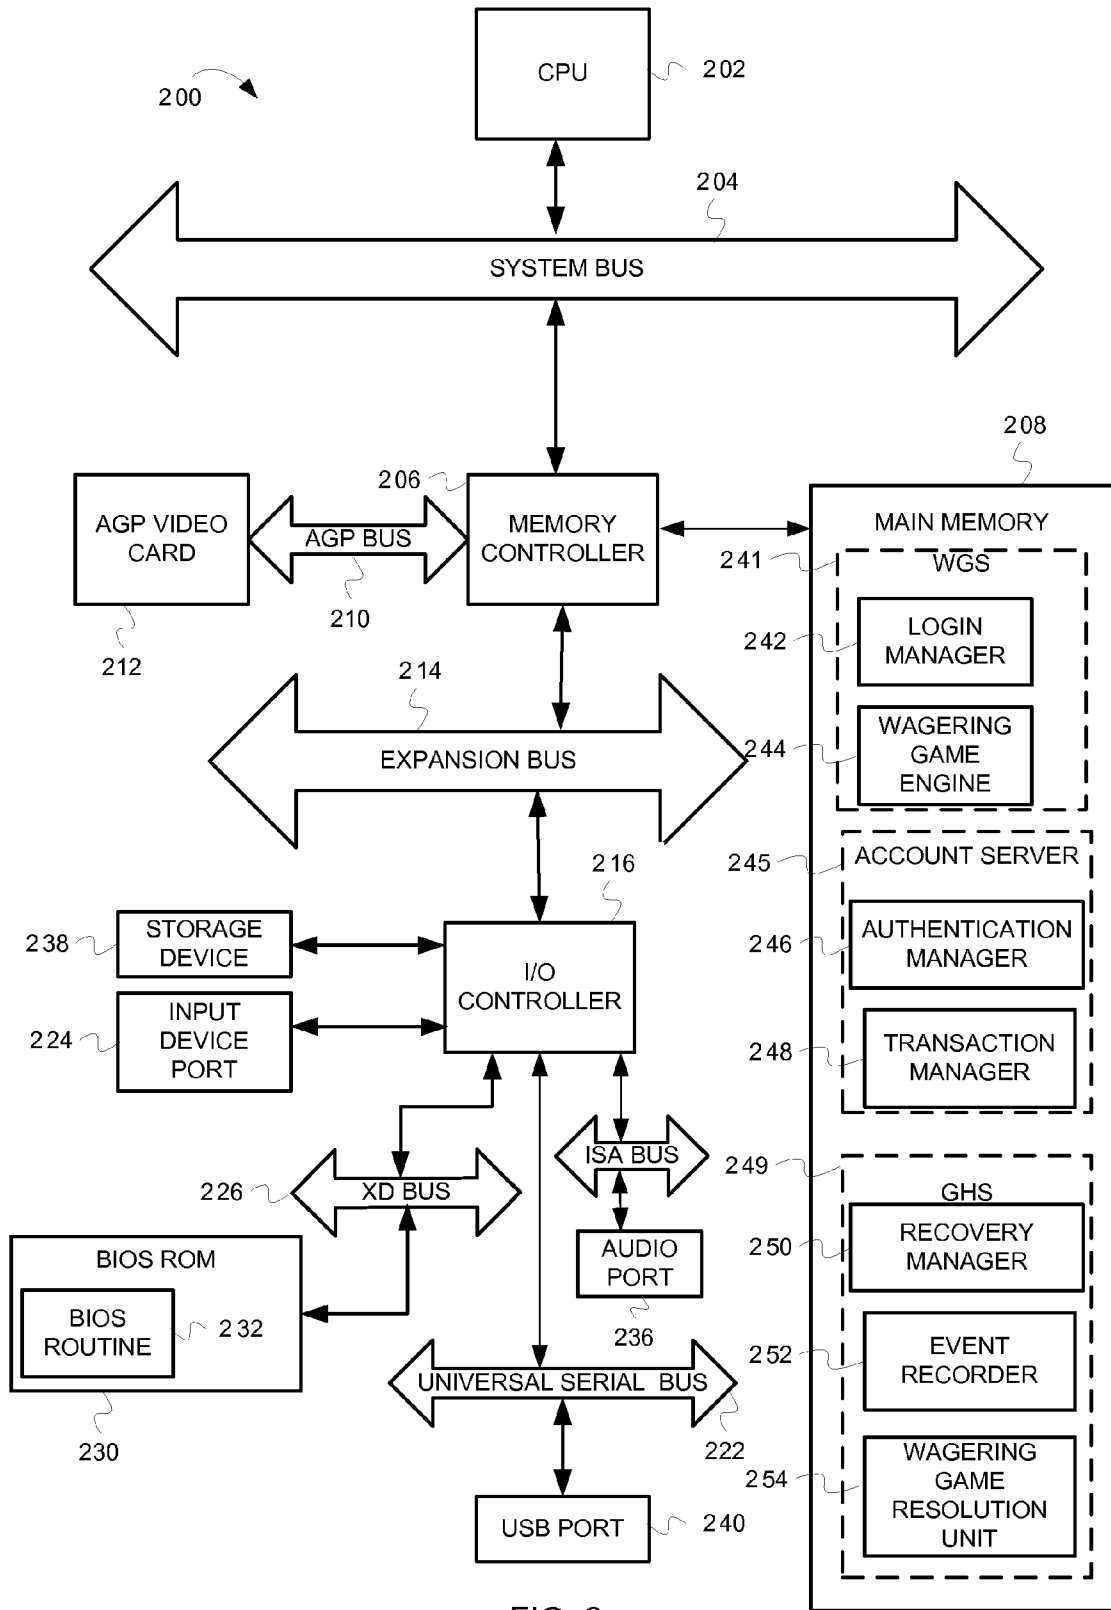 CPU
202
200
204
SYSTEM BUS
208
206
AGP VIDEO
CARD
AGP BUS
MEMORY
CONTROLLER
MAIN MEMORY
241
WGS
210
212
242
LOGIN
MANAGER
214
244
WAGERING
GAME
ENGINE
EXPANSION BUS
245
ACCOUNT SERVER
216
238
STORAGE
DEVICE
246
AUTHENTICATION
MANAGER
I/O
CONTROLLER
224
INPUT
DEVICE
PORT
248
TRANSACTION
MANAGER
ISA BUS
249
GHS
226
XD BUS
250
RECOVERY
MANAGER
BIOS ROM
AUDIO
PORT
BIOS
ROUTINE
232
236
252
EVENT
RECORDER
UNIVERSAL SERIAL BUS
230
222
254
WAGERING
GAME
RESOLUTION
UNIT
USB PORT
240